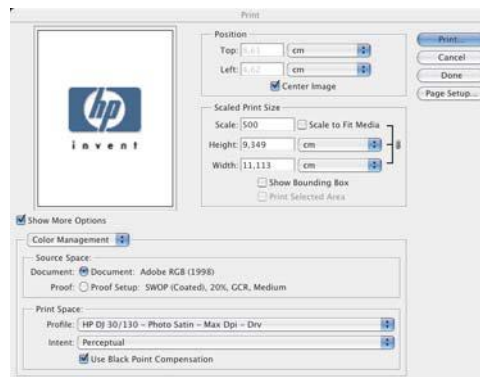 Print
Position
Top:
cm
Left:
cm
Center Image
Print...
Cancel
Done
Page Setup...
hp
invent
Scaled Print Size
Scale: 500
Scale to Fit Media
Height: 9,349
cm
Width: 11,113
cm
Show Bounding Box
Print Selected Area
Show More Options
Color Management
Source Space:
Document: Document: Adobe RGB (1998)
Proof: Proof Setup: SWOP (Coated), 20%, GCR, Medium
Print Space:
Profile: HP DJ 30/130 - Photo Satin - Max Dpi - Drv
Intent: Perceptual
Use Black Point Compensation